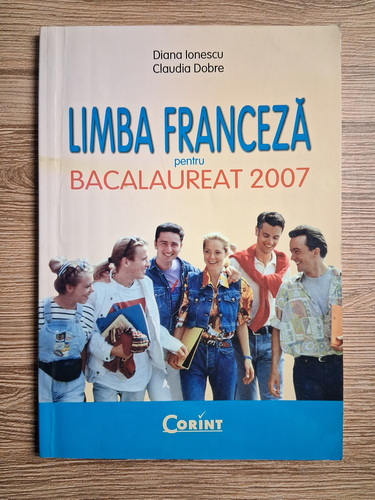 Diana Ionescu
Claudia Dobre
LIMBA FRANCEZĂ
pentru
BACALAUREAT 2007
CORINT